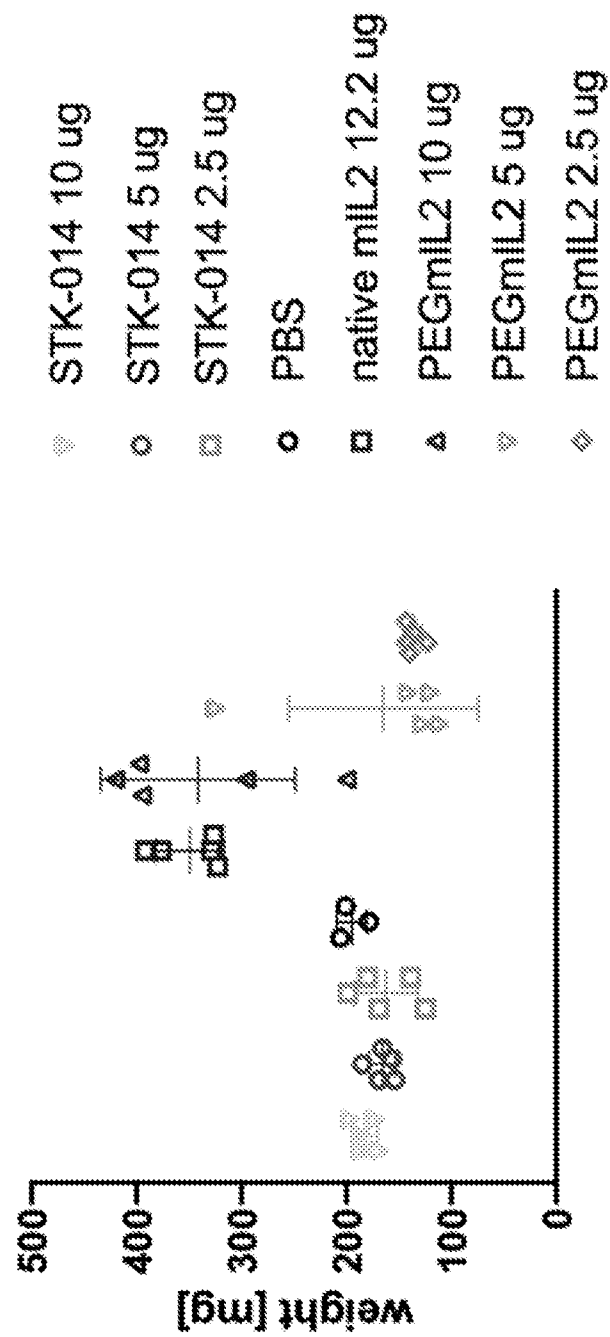 weight [mg]
500
400
300
200
100
0
STK-014 10 ug
STK-014 5 ug
STK-014 2.5 ug
PBS
native mIL2 12.2 ug
PEGmIL2 10 ug
PEGmIL2 5 ug
PEGmIL2 2.5 ug